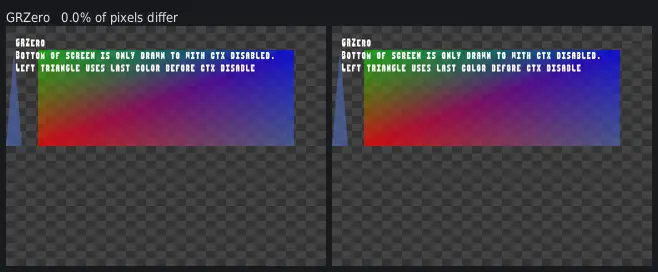 GRZero 0.0% of pixels differ
GRZero
Bottom of screen is only drawn to with CTX disabled.
Left triangle uses last color before CTX disable
GRZero
Bottom of screen is only drawn to with CTX disabled.
Left triangle uses last color before CTX disable